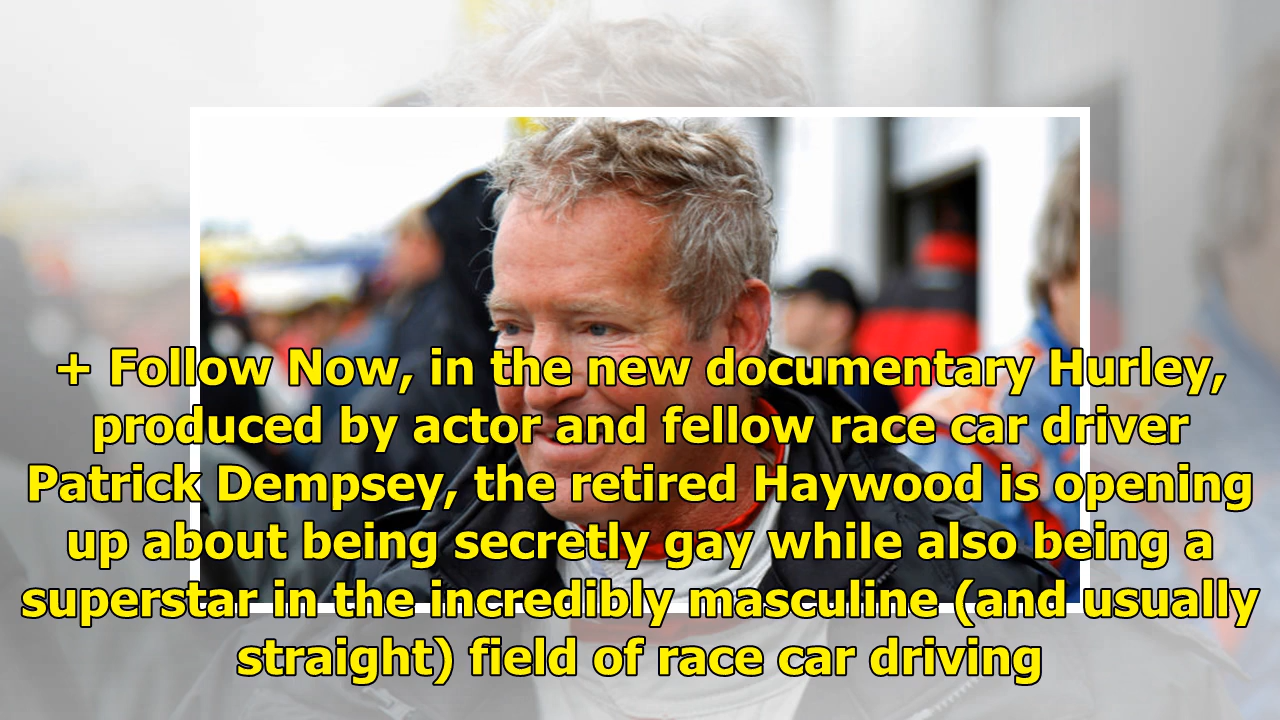 + Follow Now, in the new documentary Hurley,
produced by actor and fellow race car driver
Patrick Dempsey, the retired Haywood is opening
up about being secretly gay while also being a
superstar in the incredibly masculine (and usually
straight) field of race car driving